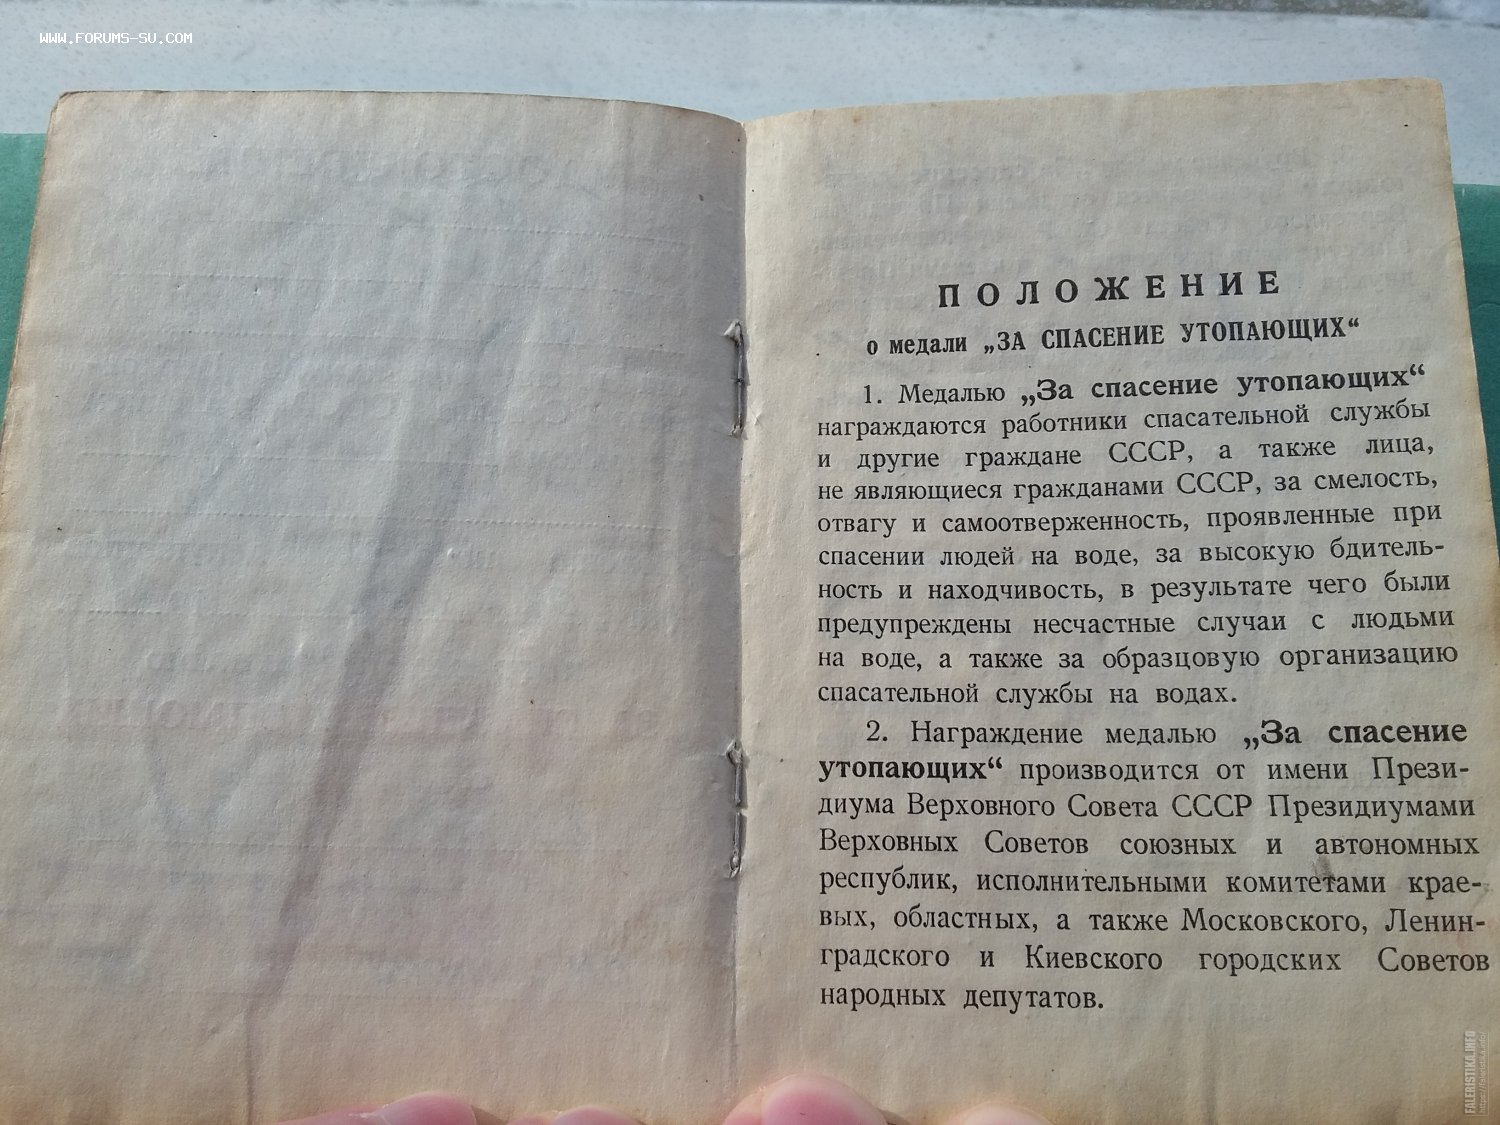 WWW.FORUMS-SU.COM
ПОЛОЖЕНИЕ
о медали „ЗА СПАСЕНИЕ УТОПАЮЩИХ“
1. Медалью „За спасение утопающих“
награждаются работники спасательной службы
и другие граждане СССР, а также лица,
не являющиеся гражданами СССР, за смелость,
отвагу и самоотверженность, проявленные при
спасении людей на воде, за высокую бдитель-
ность и находчивость, в результате чего были
предупреждены несчастные случаи с людьми
на воде, а также за образцовую организацию
спасательной службы на водах.
2. Награждение медалью „За спасение
утопающих“ производится от имени Прези-
диума Верховного Совета СССР Президиумами
Верховных Советов союзных и автономных
республик, исполнительными комитетами крае-
вых, областных, а также Московского, Ленин-
градского и Киевского городских Советов
народных депутатов.
FALERISTIKA.INFO
https://faleristika.info/